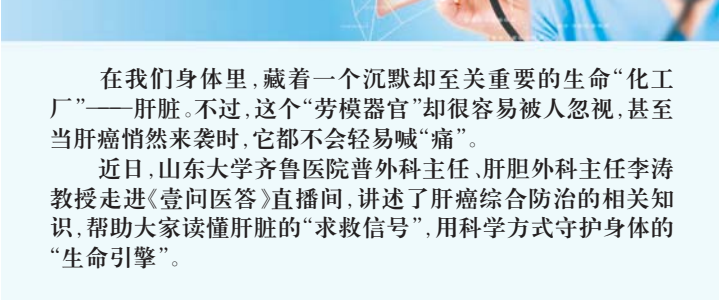 在我们身体里，藏着一个沉默却至关重要的生命“化工
厂”——肝脏。不过，这个“劳模器官”却很容易被人忽视，甚至
当肝癌悄然来袭时，它都不会轻易喊“痛”。
近日，山东大学齐鲁医院普外科主任、肝胆外科主任李涛
教授走进《壹问医答》直播间，讲述了肝癌综合防治的相关知
识，帮助大家读懂肝脏的“求救信号”，用科学方式守护身体的
“生命引擎”。